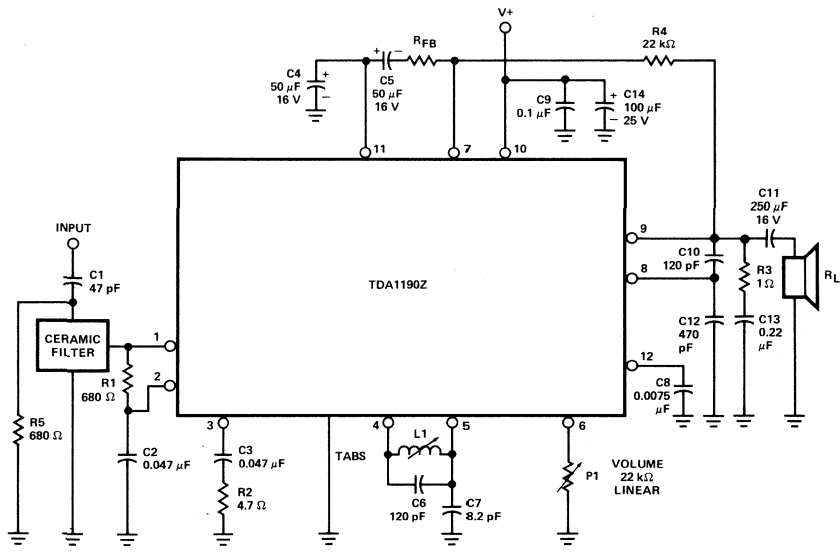 V+
R4
22 kΩ
RFB
C4
50 μF
16 V
+
−
+ −
C5
50 μF
16 V
C9
0.1 μF
+
−
C14
100 μF
25 V
11
7
10
INPUT
C1
47 pF
CERAMIC
FILTER
R5
680 Ω
R1
680 Ω
C2
0.047 μF
1
2
TDA1190Z
9
8
12
C11
250 μF
16 V
C10
120 pF
R3
1Ω
RL
C12
470
pF
C13
0.22
μF
C8
0.0075
μF
3
4
5
6
C3
0.047 μF
R2
4.7 Ω
TABS
L1
C6
120 pF
C7
8.2 pF
P1
VOLUME
22 kΩ
LINEAR